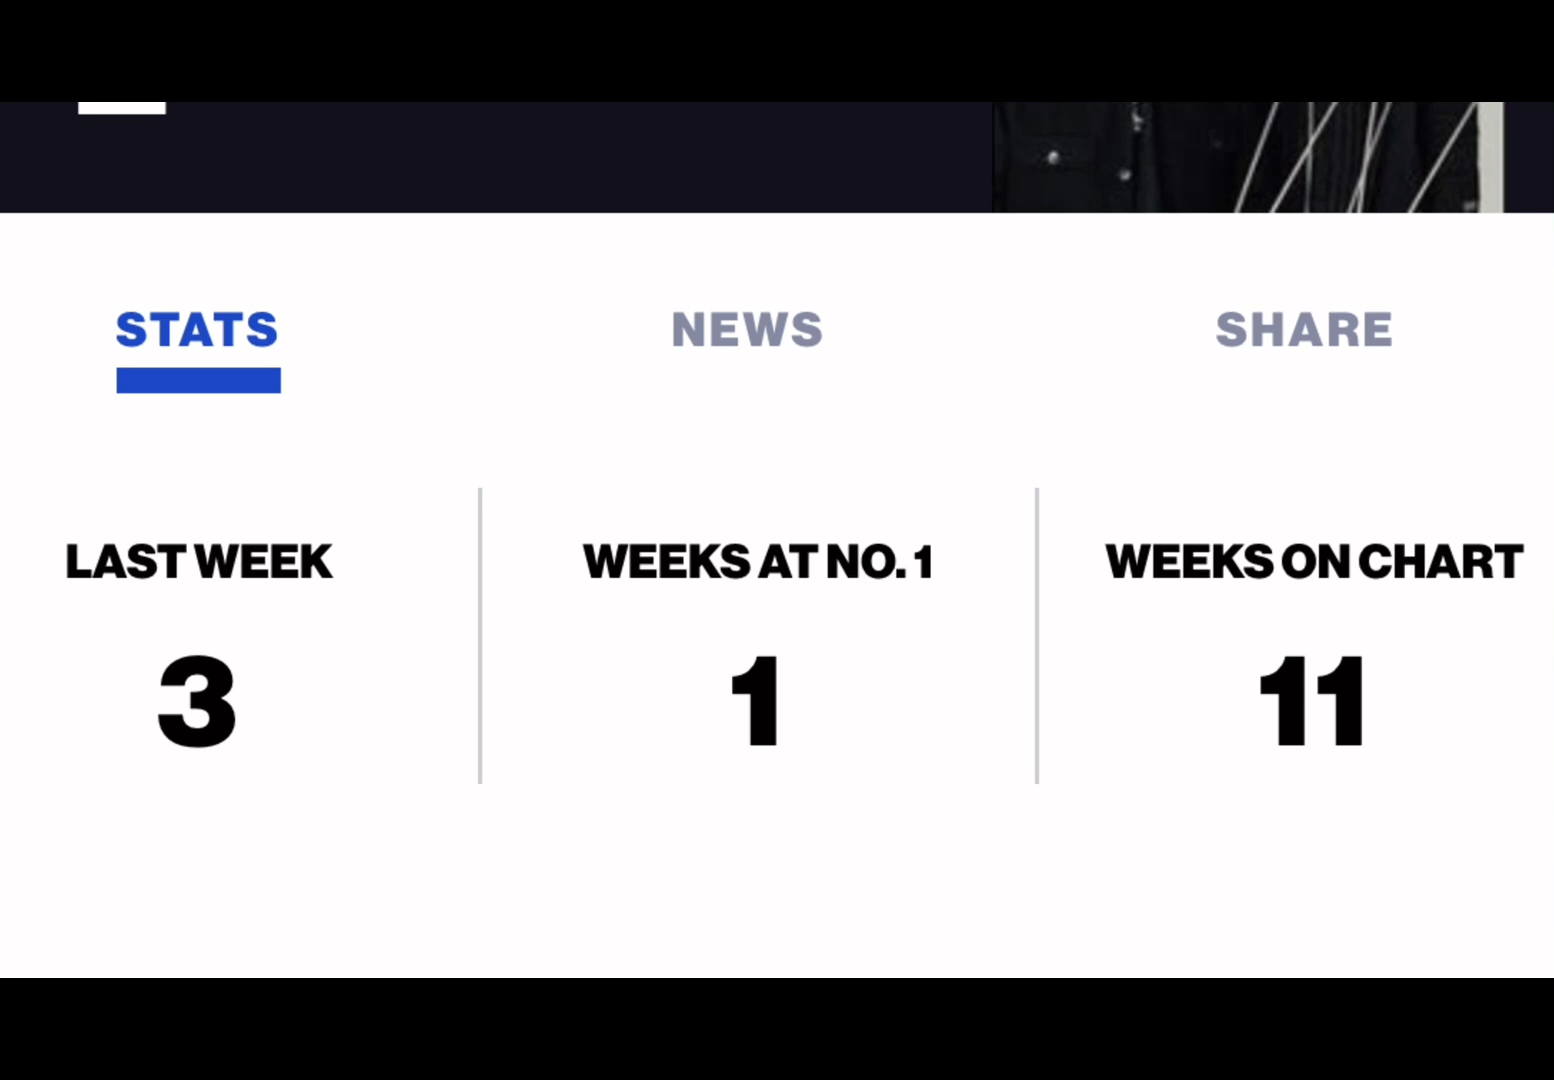 STATS NEWS SHARE
LAST WEEK WEEKS AT NO. 1 WEEKS ON CHART
3 1 11